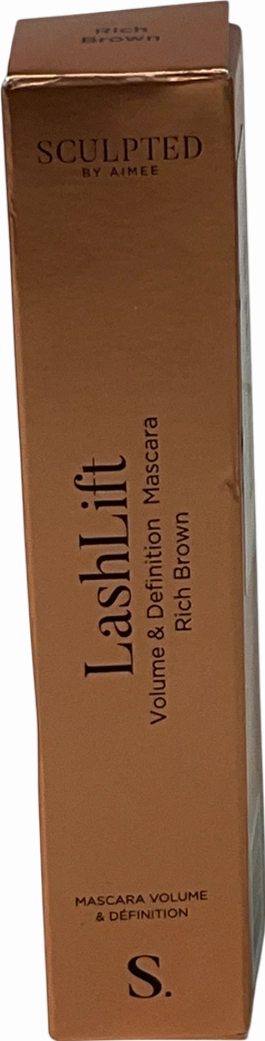 Rich
Brown
SCULPTED
BY AIMEE
LashLift
Volume & Definition Mascara
Rich Brown
MASCARA VOLUME
& DÉFINITION
S.